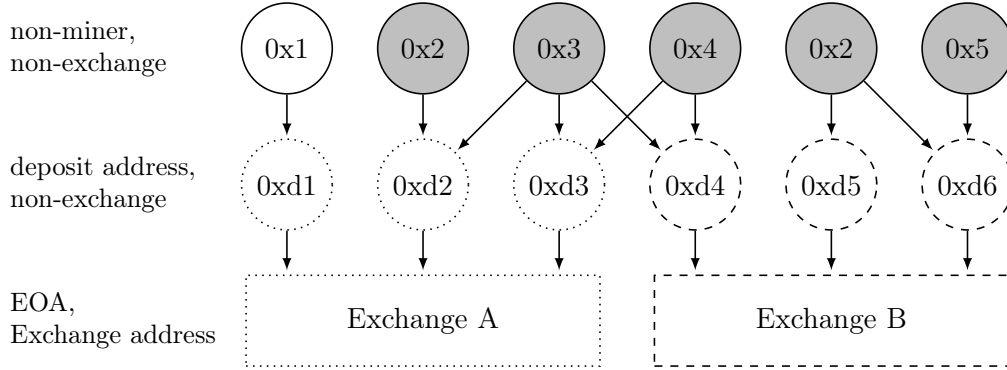 non-miner,
non-exchange
0x1 0x2 0x3 0x4 0x2 0x5
deposit address,
non-exchange
0xd1 0xd2 0xd3 0xd4 0xd5 0xd6
EOA,
Exchange address
Exchange A Exchange B